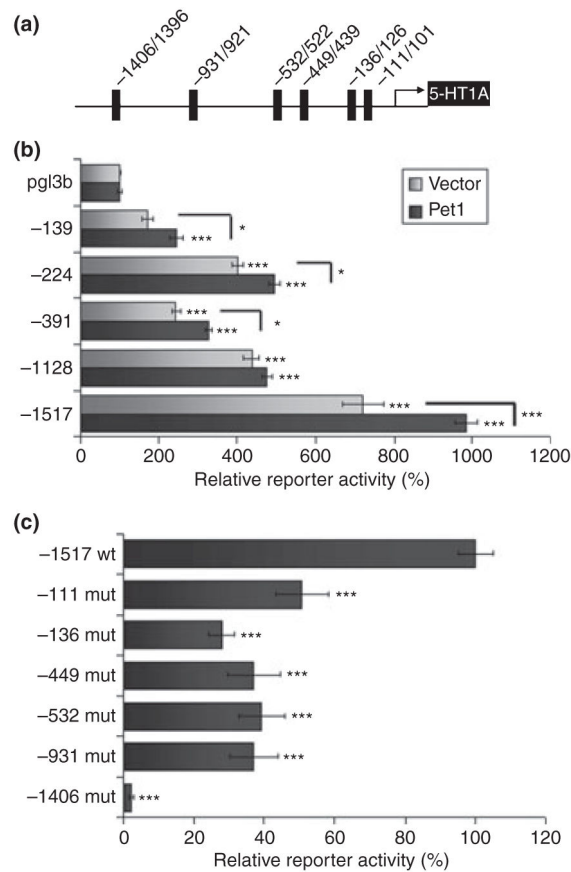 (a)
–1406/1396
–931/921
–532/522
–449/439
–136/126
–111/101
5-HT1A
(b)
Vector
Pet1
pgl3b
–139
*
***
–224
***
*
***
–391
***
*
***
–1128
***
***
–1517
***
***
***
0 200 400 600 800 1000 1200
Relative reporter activity (%)
(c)
–1517 wt
–111 mut ***
–136 mut ***
–449 mut ***
–532 mut ***
–931 mut ***
–1406 mut ***
0 20 40 60 80 100 120
Relative reporter activity (%)